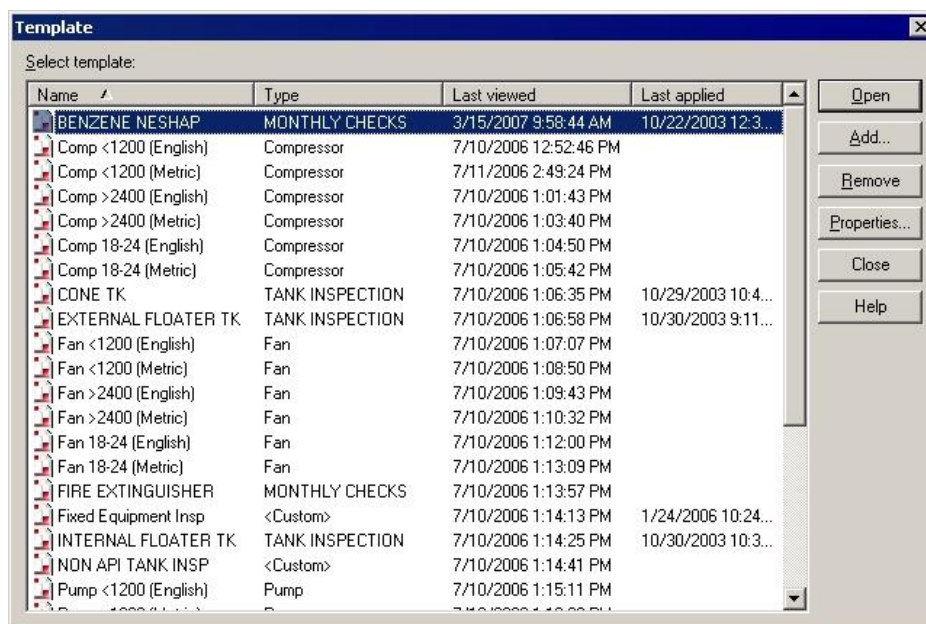 Template
Select template:
Name Type Last viewed Last applied
BENZENE NESHAP MONTHLY CHECKS 3/15/2007 9:58:44 AM 10/22/2003 12:3...
Comp <1200 (English) Compressor 7/10/2006 12:52:46 PM
Comp <1200 (Metric) Compressor 7/11/2006 2:49:24 PM
Comp >2400 (English) Compressor 7/10/2006 1:01:43 PM
Comp >2400 (Metric) Compressor 7/10/2006 1:03:40 PM
Comp 18-24 (English) Compressor 7/10/2006 1:04:50 PM
Comp 18-24 (Metric) Compressor 7/10/2006 1:05:42 PM
CONE TK TANK INSPECTION 7/10/2006 1:06:35 PM 10/29/2003 10:4...
EXTERNAL FLOATER TK TANK INSPECTION 7/10/2006 1:06:58 PM 10/30/2003 9:11...
Fan <1200 (English) Fan 7/10/2006 1:07:07 PM
Fan <1200 (Metric) Fan 7/10/2006 1:08:50 PM
Fan >2400 (English) Fan 7/10/2006 1:09:43 PM
Fan >2400 (Metric) Fan 7/10/2006 1:10:32 PM
Fan 18-24 (English) Fan 7/10/2006 1:12:00 PM
Fan 18-24 (Metric) Fan 7/10/2006 1:13:09 PM
FIRE EXTINGUISHER MONTHLY CHECKS 7/10/2006 1:13:57 PM
Fixed Equipment Insp <Custom> 7/10/2006 1:14:13 PM 1/24/2006 10:24...
INTERNAL FLOATER TK TANK INSPECTION 7/10/2006 1:14:25 PM 10/30/2003 10:3...
NON API TANK INSP <Custom> 7/10/2006 1:14:41 PM
Pump <1200 (English) Pump 7/10/2006 1:15:11 PM
Open
Add...
Remove
Properties...
Close
Help